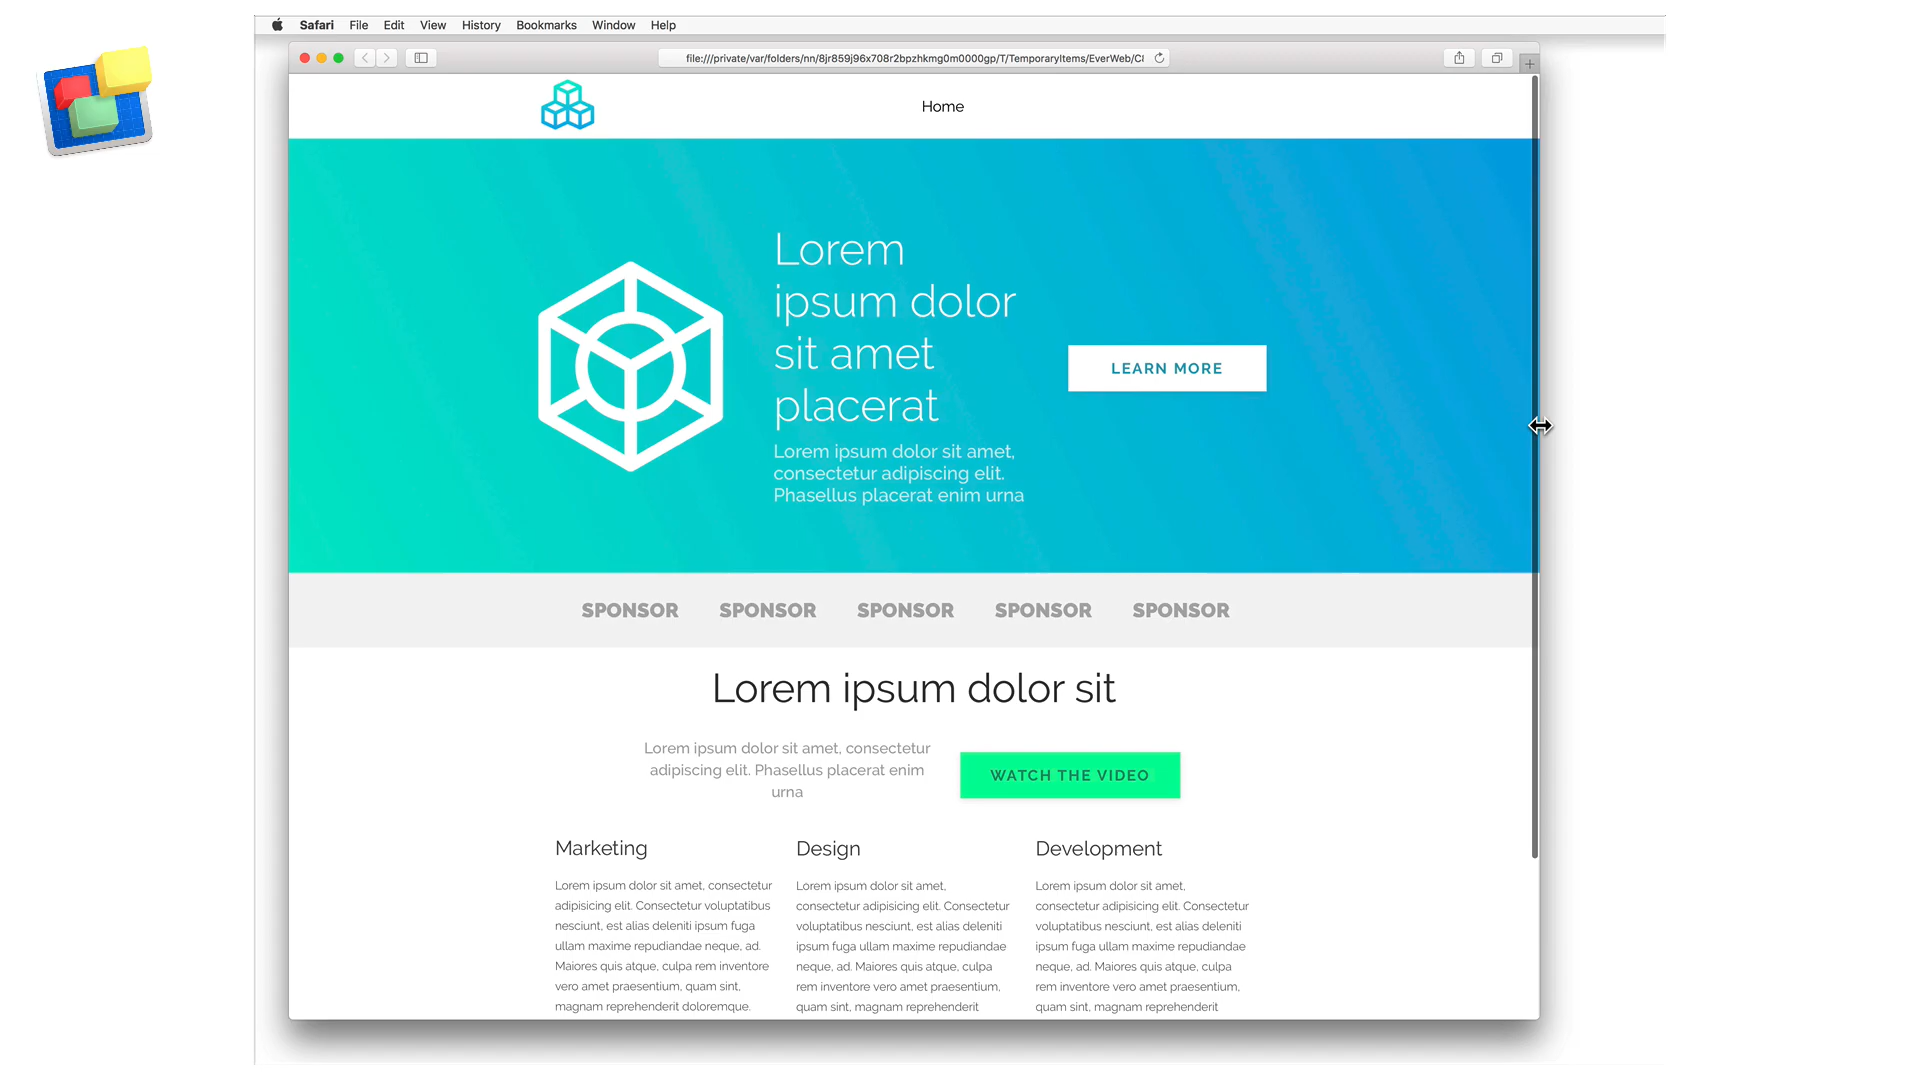 Safari File Edit View History Bookmarks Window Help
file:///private/var/folders/nn/8jr859j96x708r2bpzhkmg0m0000gp/T/TemporaryItems/EverWeb/Cl
Home
Lorem
ipsum dolor
sit amet
placerat
Lorem ipsum dolor sit amet,
consectetur adipiscing elit.
Phasellus placerat enim urna
LEARN MORE
SPONSOR SPONSOR SPONSOR SPONSOR SPONSOR
Lorem ipsum dolor sit
Lorem ipsum dolor sit amet, consectetur
adipiscing elit. Phasellus placerat enim
urna
WATCH THE VIDEO
Marketing
Lorem ipsum dolor sit amet, consectetur
adipisicing elit. Consectetur voluptatibus
nesciunt, est alias deleniti ipsum fuga
ullam maxime repudiandae neque, ad.
Maiores quis atque, culpa rem inventore
vero amet praesentium, quam sint,
magnam reprehenderit doloremque.
Design
Lorem ipsum dolor sit amet,
consectetur adipisicing elit. Consectetur
voluptatibus nesciunt, est alias deleniti
ipsum fuga ullam maxime repudiandae
neque, ad. Maiores quis atque, culpa
rem inventore vero amet praesentium,
quam sint, magnam reprehenderit
Development
Lorem ipsum dolor sit amet,
consectetur adipisicing elit. Consectetur
voluptatibus nesciunt, est alias deleniti
ipsum fuga ullam maxime repudiandae
neque, ad. Maiores quis atque, culpa
rem inventore vero amet praesentium,
quam sint, magnam reprehenderit